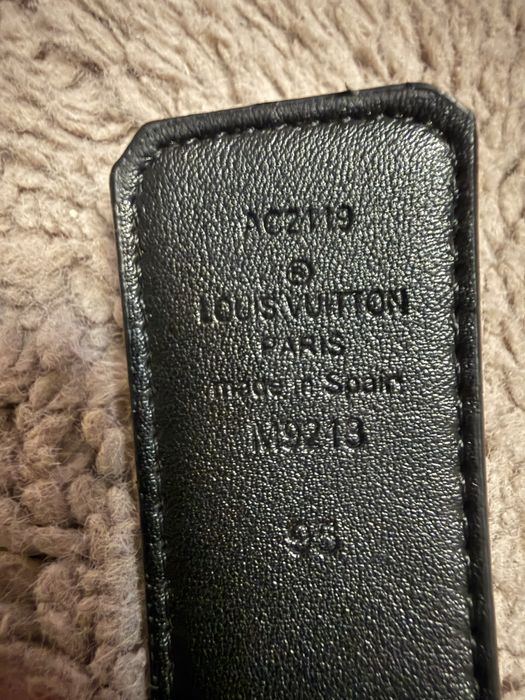 AC2119
®
LOUIS VUITTON
PARIS
made in Spain
M9213
95